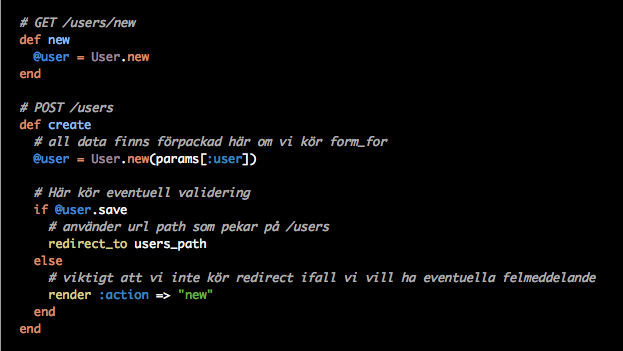 # GET /users/new
def new
  @user = User.new
end

# POST /users
def create
  # all data finns förpackad här om vi kör form_for
  @user = User.new(params[:user])

  # Här kör eventuell validering
  if @user.save
    # använder url path som pekar på /users
    redirect_to users_path
  else
    # viktigt att vi inte kör redirect ifall vi vill ha eventuella felmeddelande
    render :action => "new"
  end
end